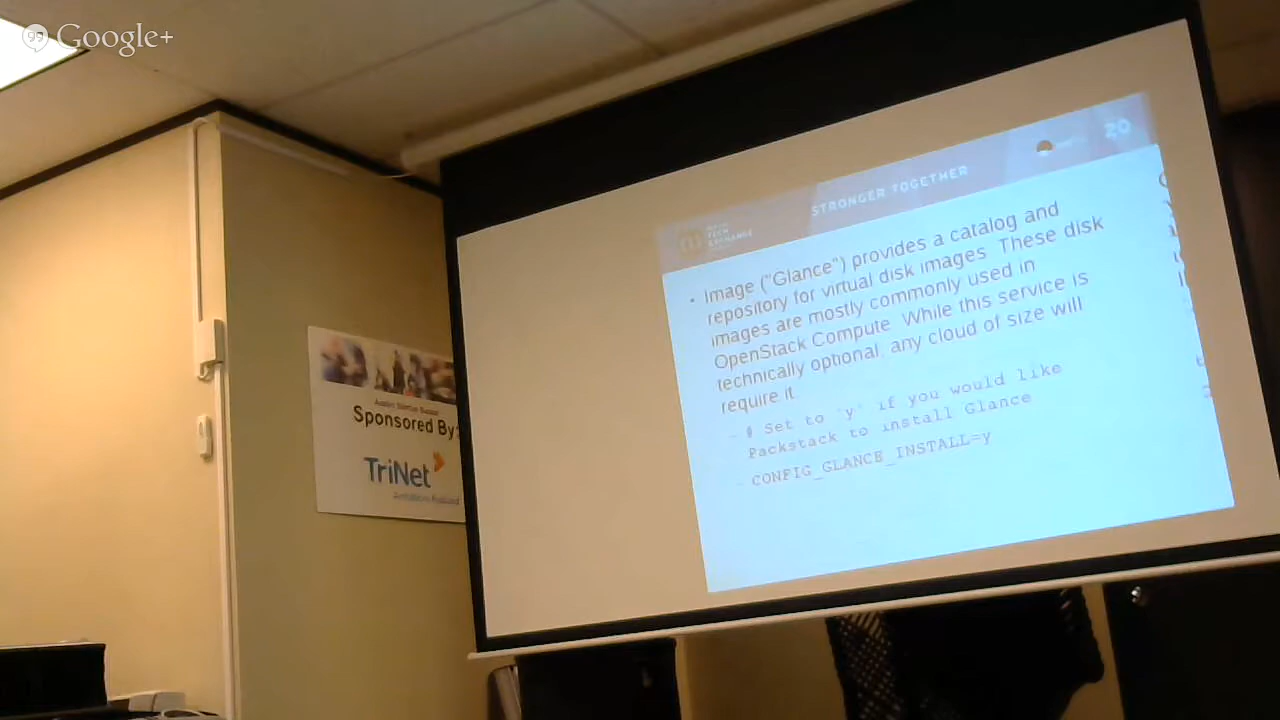 Google+
20
STRONGER TOGETHER
TECH
EXCHANGE
• Image ("Glance") provides a catalog and
repository for virtual disk images. These disk
images are mostly commonly used in
OpenStack Compute. While this service is
technically optional, any cloud of size will
require it.
– # Set to 'y' if you would like
Packstack to install Glance
– CONFIG_GLANCE_INSTALL=y
Sponsored By:
TriNet